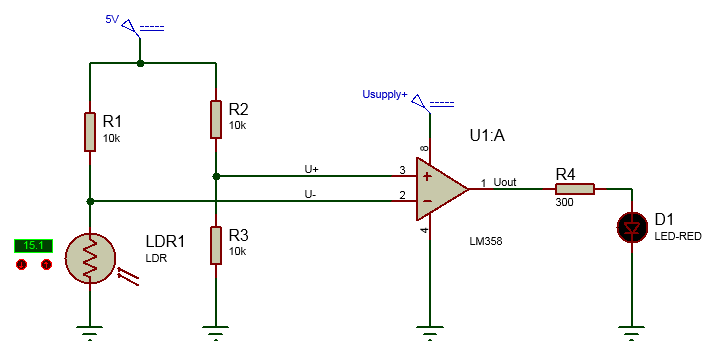 5V
R1
10k
R2
10k
Usupply+
U1:A
8
U+
3
U-
2
1
Uout
4
LM358
R4
300
D1
LED-RED
15.1
LDR1
LDR
R3
10k